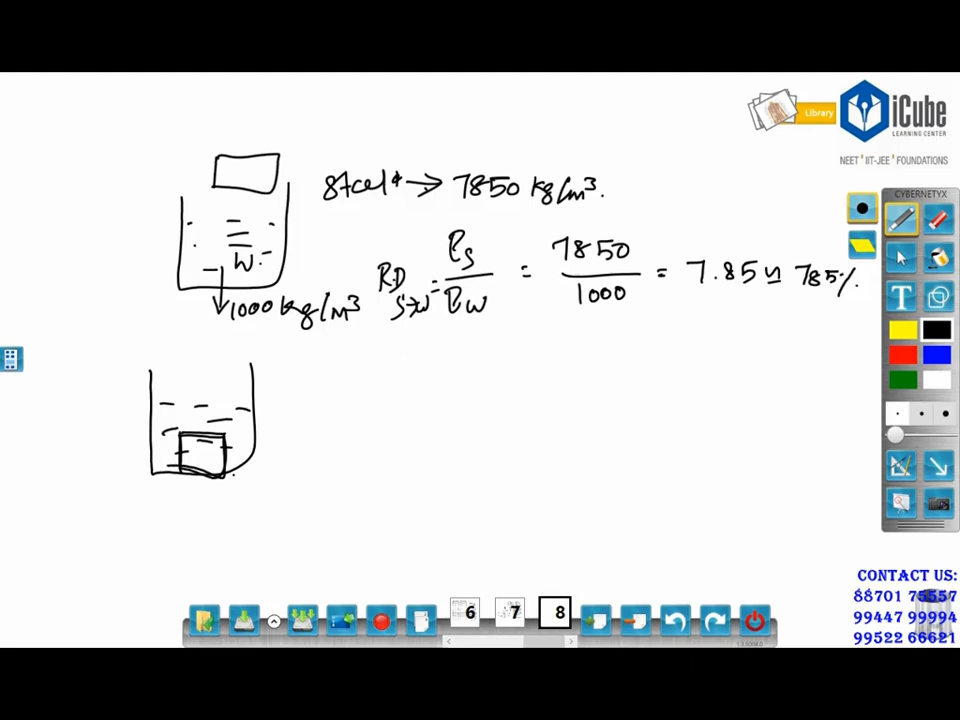 Library
iCube
LEARNING CENTER
NEET ' IIT-JEE ' FOUNDATIONS
CYBERNETYX
Steel → 7850 kg/m³.
W
1000 kg/m³
RD S,W = ρS / ρW = 7850 / 1000 = 7.85 ≈ 785%.
T
6 7 8
CONTACT US:
88701 75557
99447 99994
99522 66621